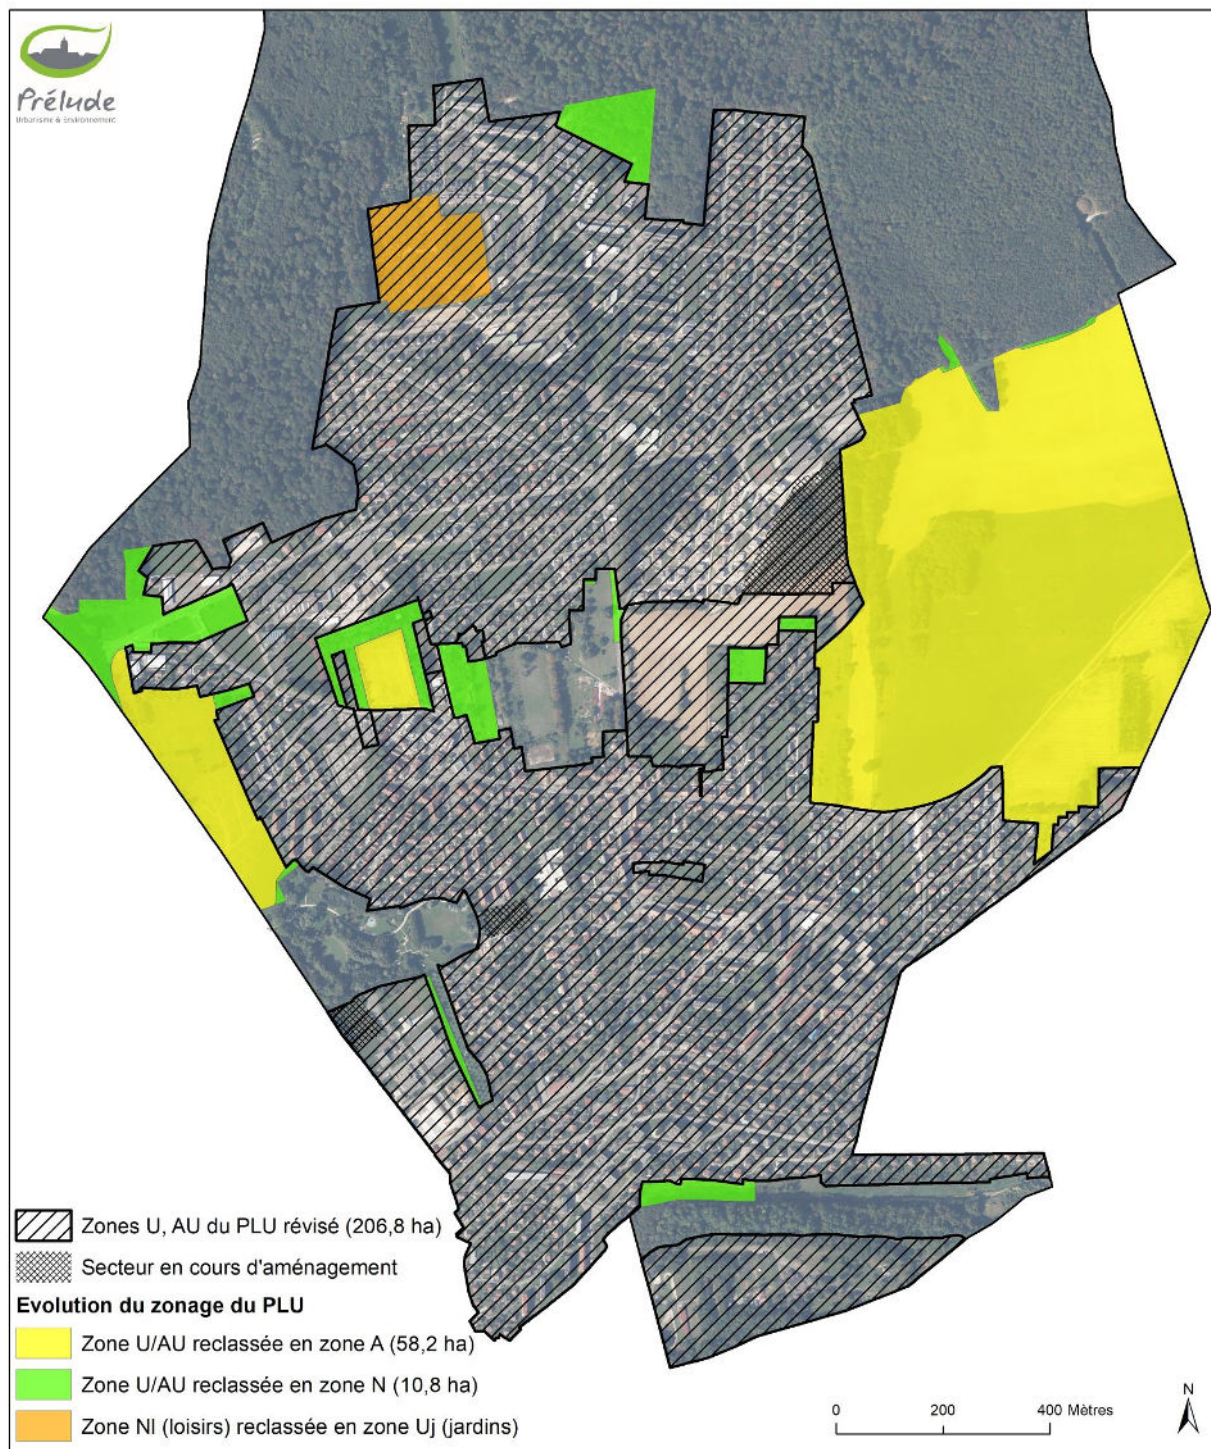 Prélude
Urbanisme & Environnement
Zones U, AU du PLU révisé (206,8 ha)
Secteur en cours d'aménagement
Evolution du zonage du PLU
Zone U/AU reclassée en zone A (58,2 ha)
Zone U/AU reclassée en zone N (10,8 ha)
Zone Nl (loisirs) reclassée en zone Uj (jardins)
0 200 400 Mètres
N